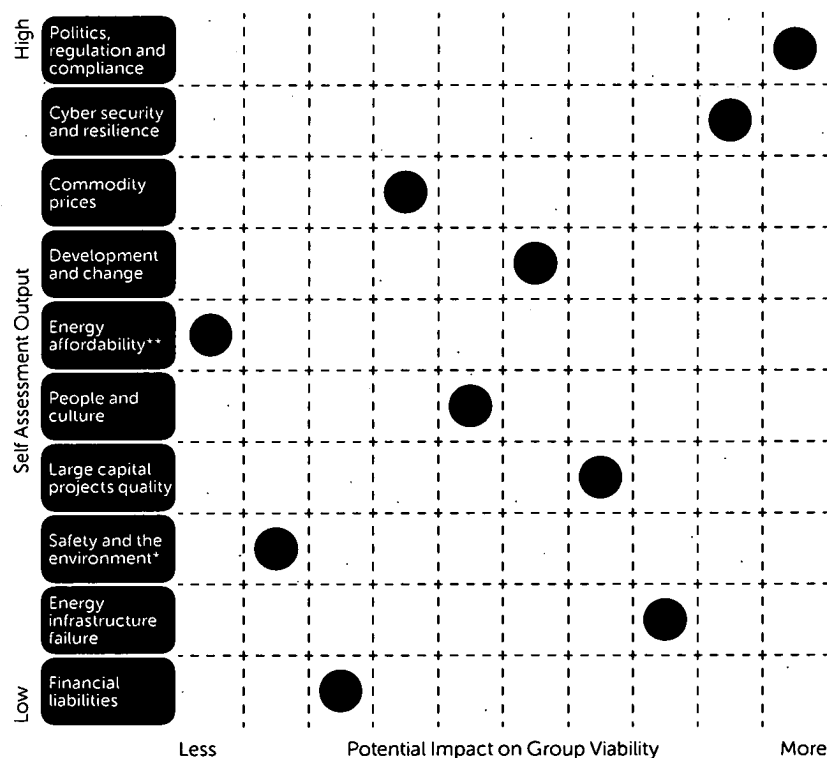 High
Politics,
regulation and
compliance
Cyber security
and resilience
Commodity
prices
Development
and change
Self Assessment Output
Energy
affordability**
People and
culture
Large capital
projects quality
Safety and the
environment*
Energy
infrastructure
failure
Low
Financial
liabilities
Less
Potential Impact on Group Viability
More